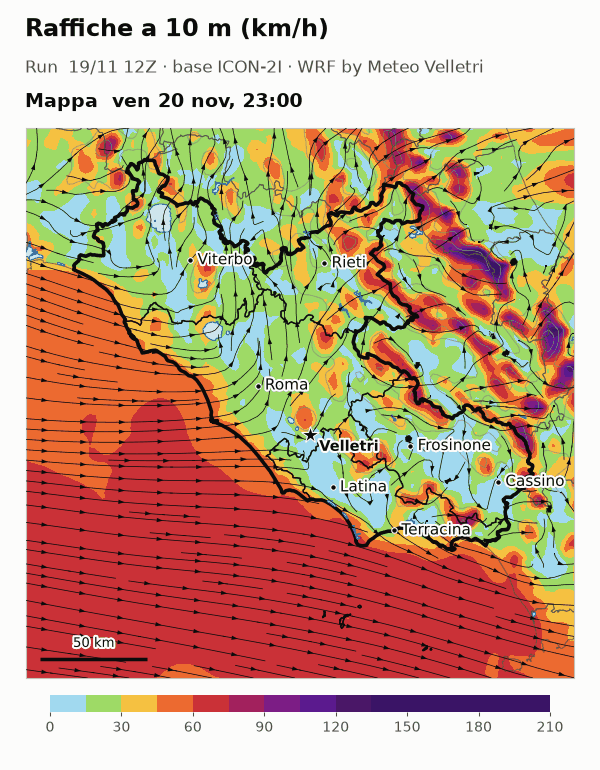 Raffiche a 10 m (km/h)
Run  19/11 12Z · base ICON-2I · WRF by Meteo Velletri
Mappa  ven 20 nov, 23:00
Viterbo
Rieti
Roma
Velletri
Frosinone
Latina
Cassino
Terracina
50 km
0 30 60 90 120 150 180 210